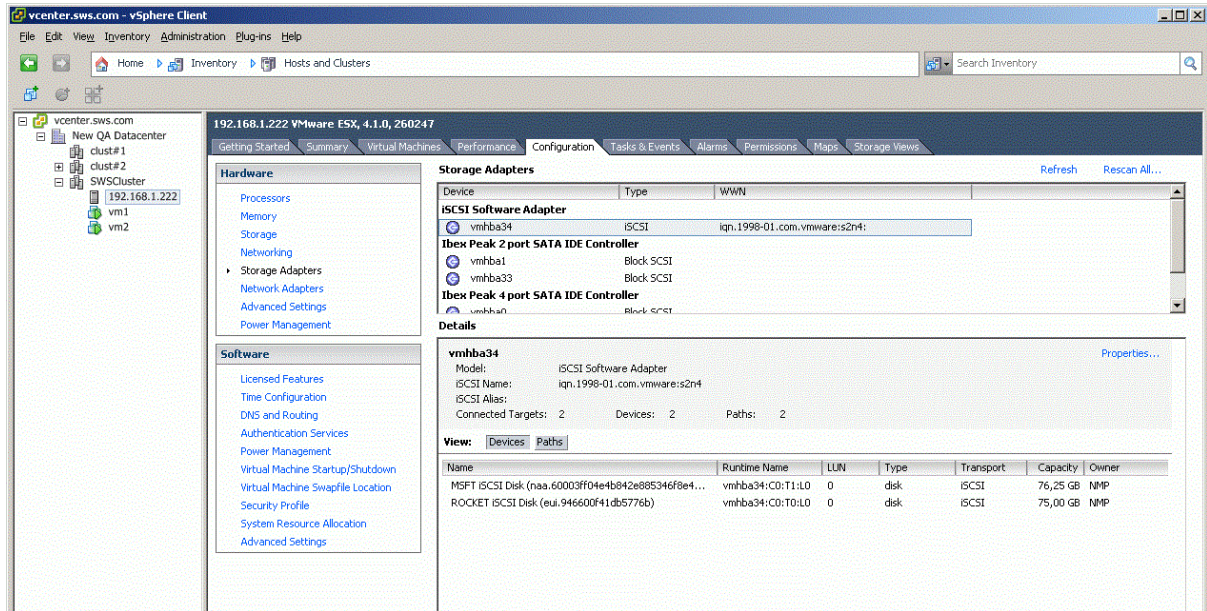 vcenter.sws.com - vSphere Client
File Edit View Inventory Administration Plug-ins Help
Home Inventory Hosts and Clusters Search Inventory
vcenter.sws.com
New QA Datacenter
clust#1
clust#2
SWSCluster
192.168.1.222
vm1
vm2
192.168.1.222 VMware ESX, 4.1.0, 260247
Getting Started Summary Virtual Machines Performance Configuration Tasks & Events Alarms Permissions Maps Storage Views
Hardware
Processors
Memory
Storage
Networking
Storage Adapters
Network Adapters
Advanced Settings
Power Management
Software
Licensed Features
Time Configuration
DNS and Routing
Authentication Services
Power Management
Virtual Machine Startup/Shutdown
Virtual Machine Swapfile Location
Security Profile
System Resource Allocation
Advanced Settings
Storage Adapters Refresh Rescan All...
Device Type WWN
iSCSI Software Adapter
vmhba34 iSCSI iqn.1998-01.com.vmware:s2n4:
Ibex Peak 2 port SATA IDE Controller
vmhba1 Block SCSI
vmhba33 Block SCSI
Ibex Peak 4 port SATA IDE Controller
vmhba0 Block SCSI
Details
vmhba34 Properties...
Model: iSCSI Software Adapter
iSCSI Name: iqn.1998-01.com.vmware:s2n4
iSCSI Alias:
Connected Targets: 2 Devices: 2 Paths: 2
View: Devices Paths
Name Runtime Name LUN Type Transport Capacity Owner
MSFT iSCSI Disk (naa.60003ff04e4b842e885346f8e4... vmhba34:C0:T1:L0 0 disk iSCSI 76,25 GB NMP
ROCKET iSCSI Disk (eui.946600f41db5776b) vmhba34:C0:T0:L0 0 disk iSCSI 75,00 GB NMP